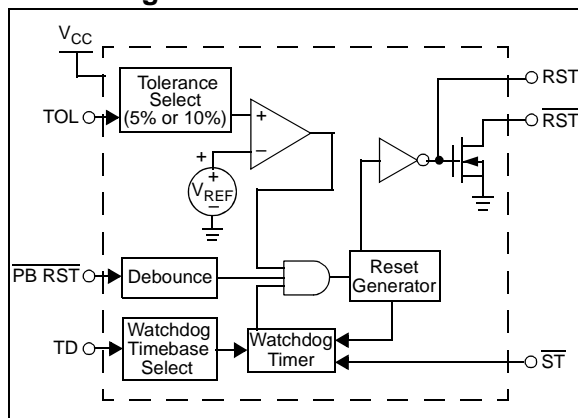 VCC
Tolerance
Select
(5% or 10%)
TOL
+
−
+
+
VREF
−
RST
RST
PB RST
Debounce
Reset
Generator
TD
Watchdog
Timebase
Select
Watchdog
Timer
ST